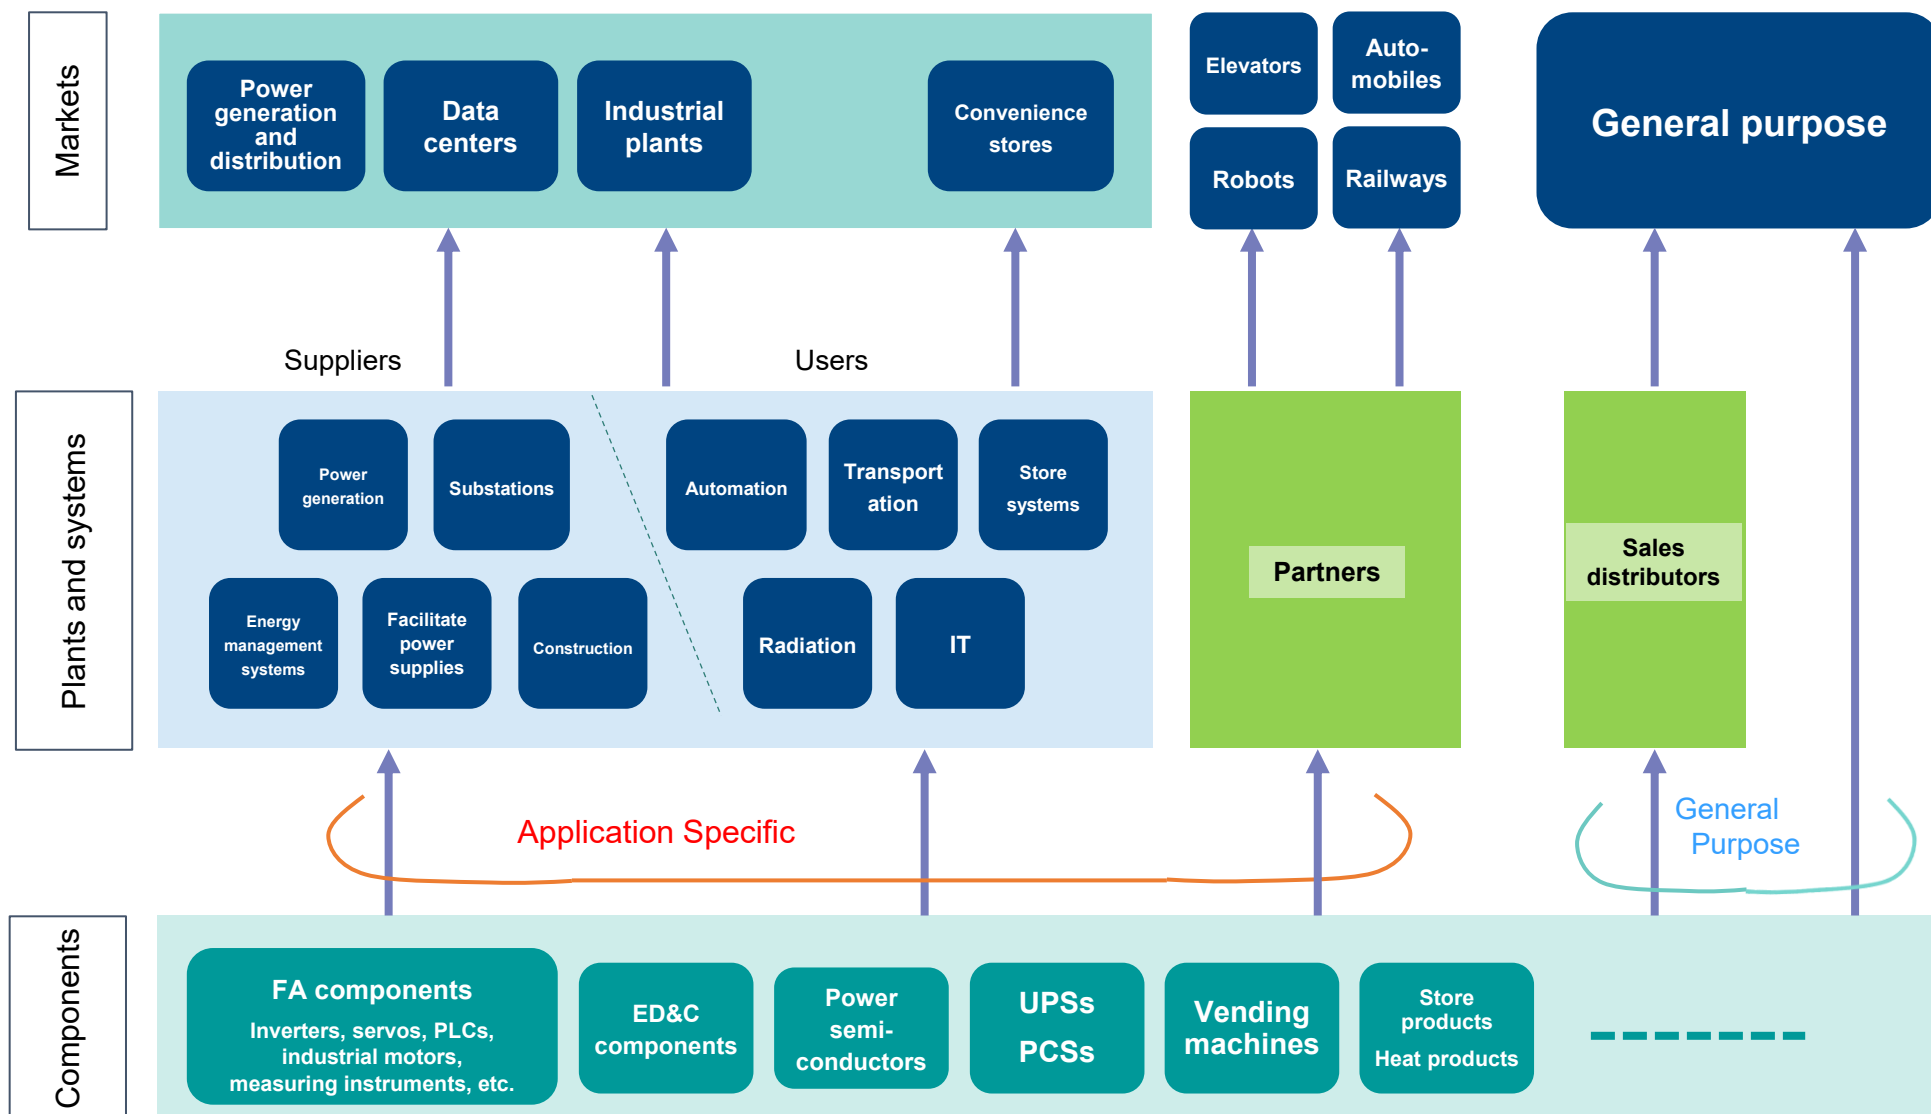 Markets
Power
generation
and
distribution
Data
centers
Industrial
plants
Convenience
stores
Elevators
Auto-
mobiles
Robots
Railways
General purpose
Suppliers
Users
Plants and systems
Power
generation
Substations
Automation
Transport
ation
Store
systems
Energy
management
systems
Facilitate
power
supplies
Construction
Radiation
IT
Partners
Sales
distributors
Application Specific
General
Purpose
Components
FA components
Inverters, servos, PLCs,
industrial motors,
measuring instruments, etc.
ED&C
components
Power
semi-
conductors
UPSs
PCSs
Vending
machines
Store
products
Heat products